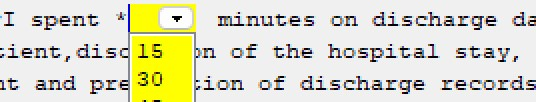 I spent * minutes on discharge da
tient,disc 15 on of the hospital stay,
nt and pre 30 tion of discharge records